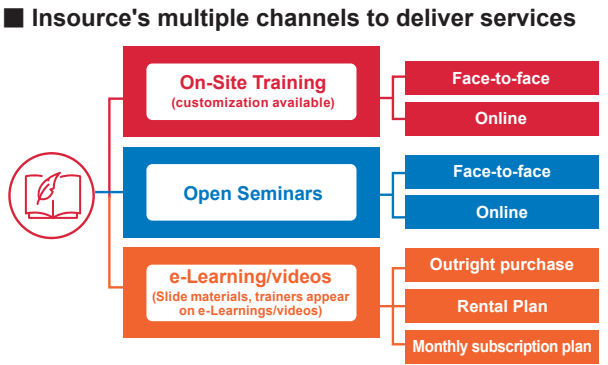 ■ Insource's multiple channels to deliver services
On-Site Training
(customization available)
Face-to-face
Online
Open Seminars
Face-to-face
Online
e-Learning/videos
(Slide materials, trainers appear
on e-Learnings/videos)
Outright purchase
Rental Plan
Monthly subscription plan